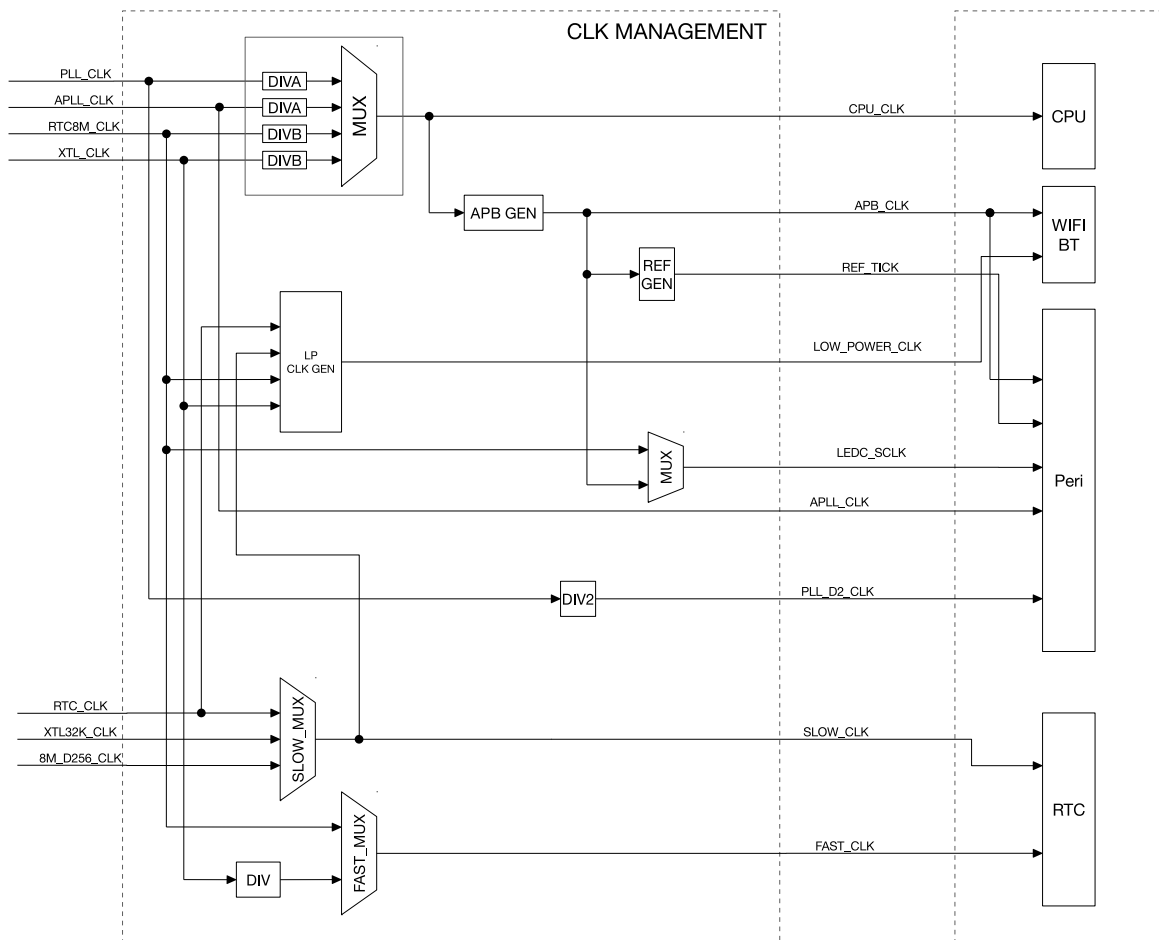 CLK MANAGEMENT
PLL_CLK
APLL_CLK
RTC8M_CLK
XTL_CLK
DIVA
DIVA
DIVB
DIVB
MUX
CPU_CLK
CPU
APB GEN
APB_CLK
WIFI
BT
REF
GEN
REF_TICK
LP
CLK GEN
LOW_POWER_CLK
MUX
LEDC_SCLK
Peri
APLL_CLK
DIV2
PLL_D2_CLK
RTC_CLK
XTL32K_CLK
8M_D256_CLK
SLOW_MUX
SLOW_CLK
RTC
FAST_MUX
FAST_CLK
DIV